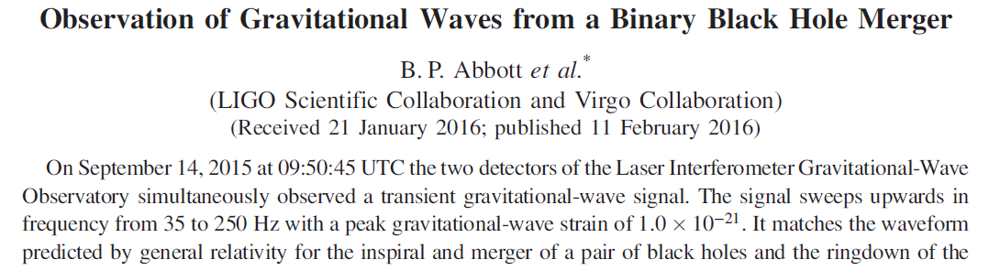 Observation of Gravitational Waves from a Binary Black Hole Merger
B. P. Abbott et al.*
(LIGO Scientific Collaboration and Virgo Collaboration)
(Received 21 January 2016; published 11 February 2016)
On September 14, 2015 at 09:50:45 UTC the two detectors of the Laser Interferometer Gravitational-Wave
Observatory simultaneously observed a transient gravitational-wave signal. The signal sweeps upwards in
frequency from 35 to 250 Hz with a peak gravitational-wave strain of 1.0 × 10⁻²¹. It matches the waveform
predicted by general relativity for the inspiral and merger of a pair of black holes and the ringdown of the